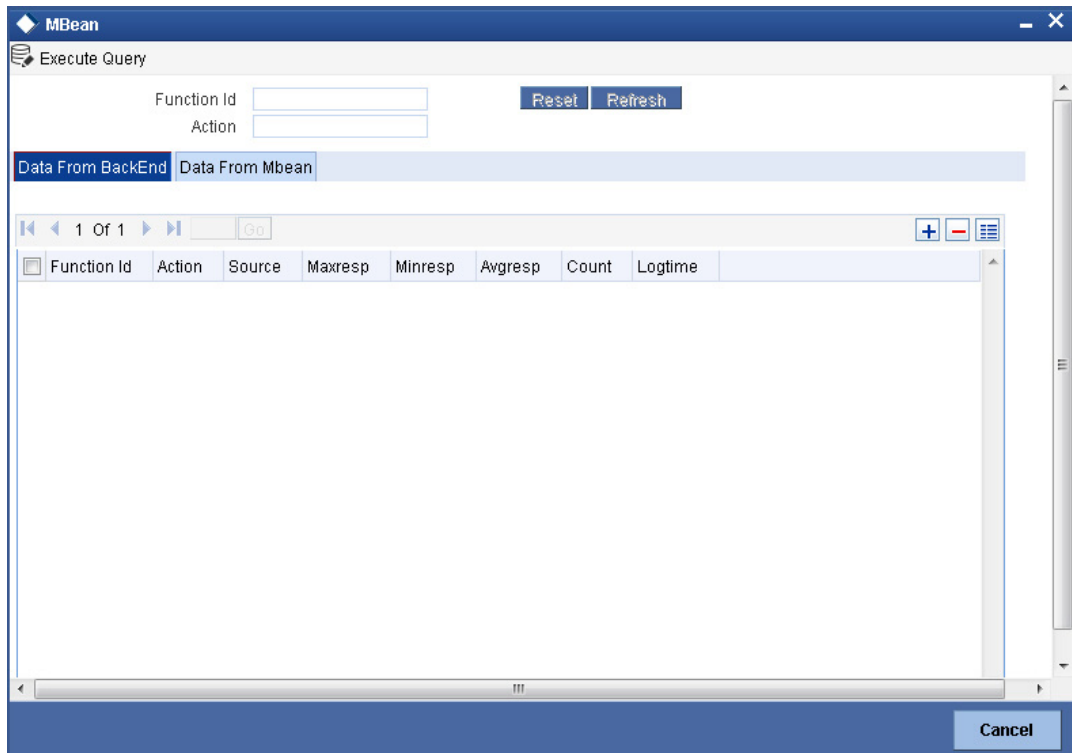 MBean
Execute Query
Function Id
Reset Refresh
Action
Data From BackEnd Data From Mbean
1 Of 1 Go
Function Id Action Source Maxresp Minresp Avgresp Count Logtime
Cancel